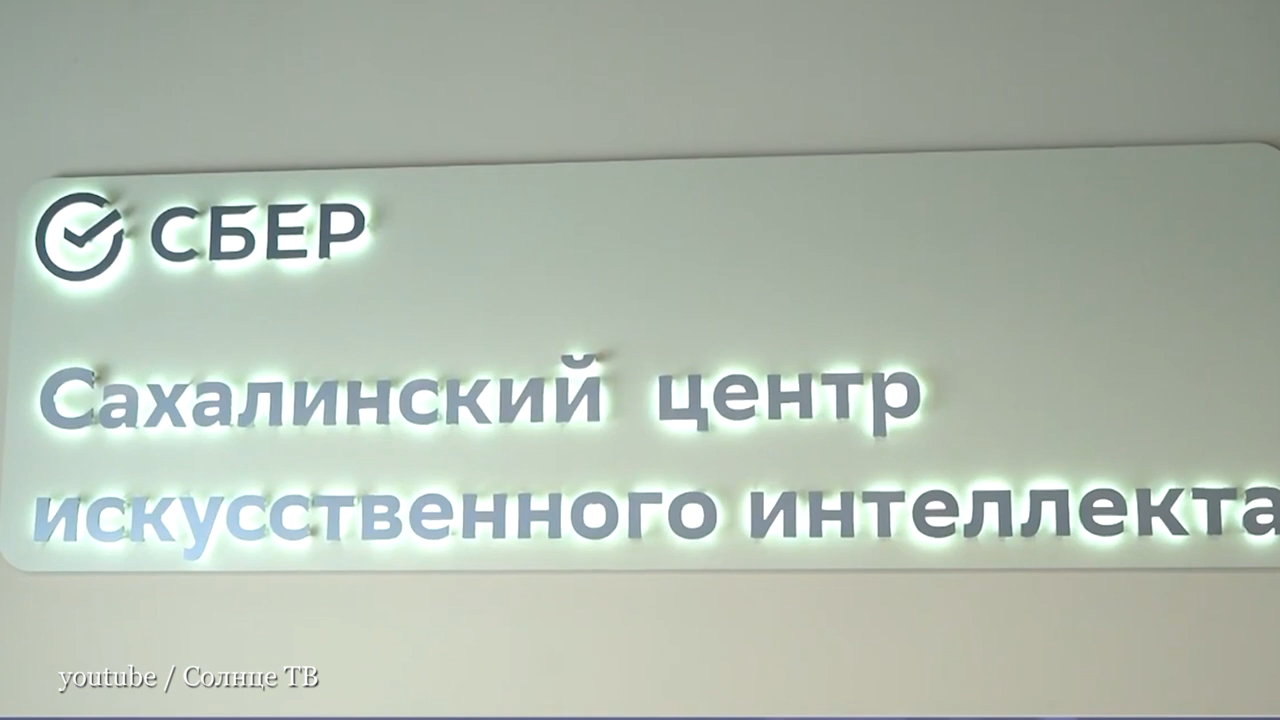 СБЕР
Сахалинский центр
искусственного интеллекта
youtube / Солнце ТВ